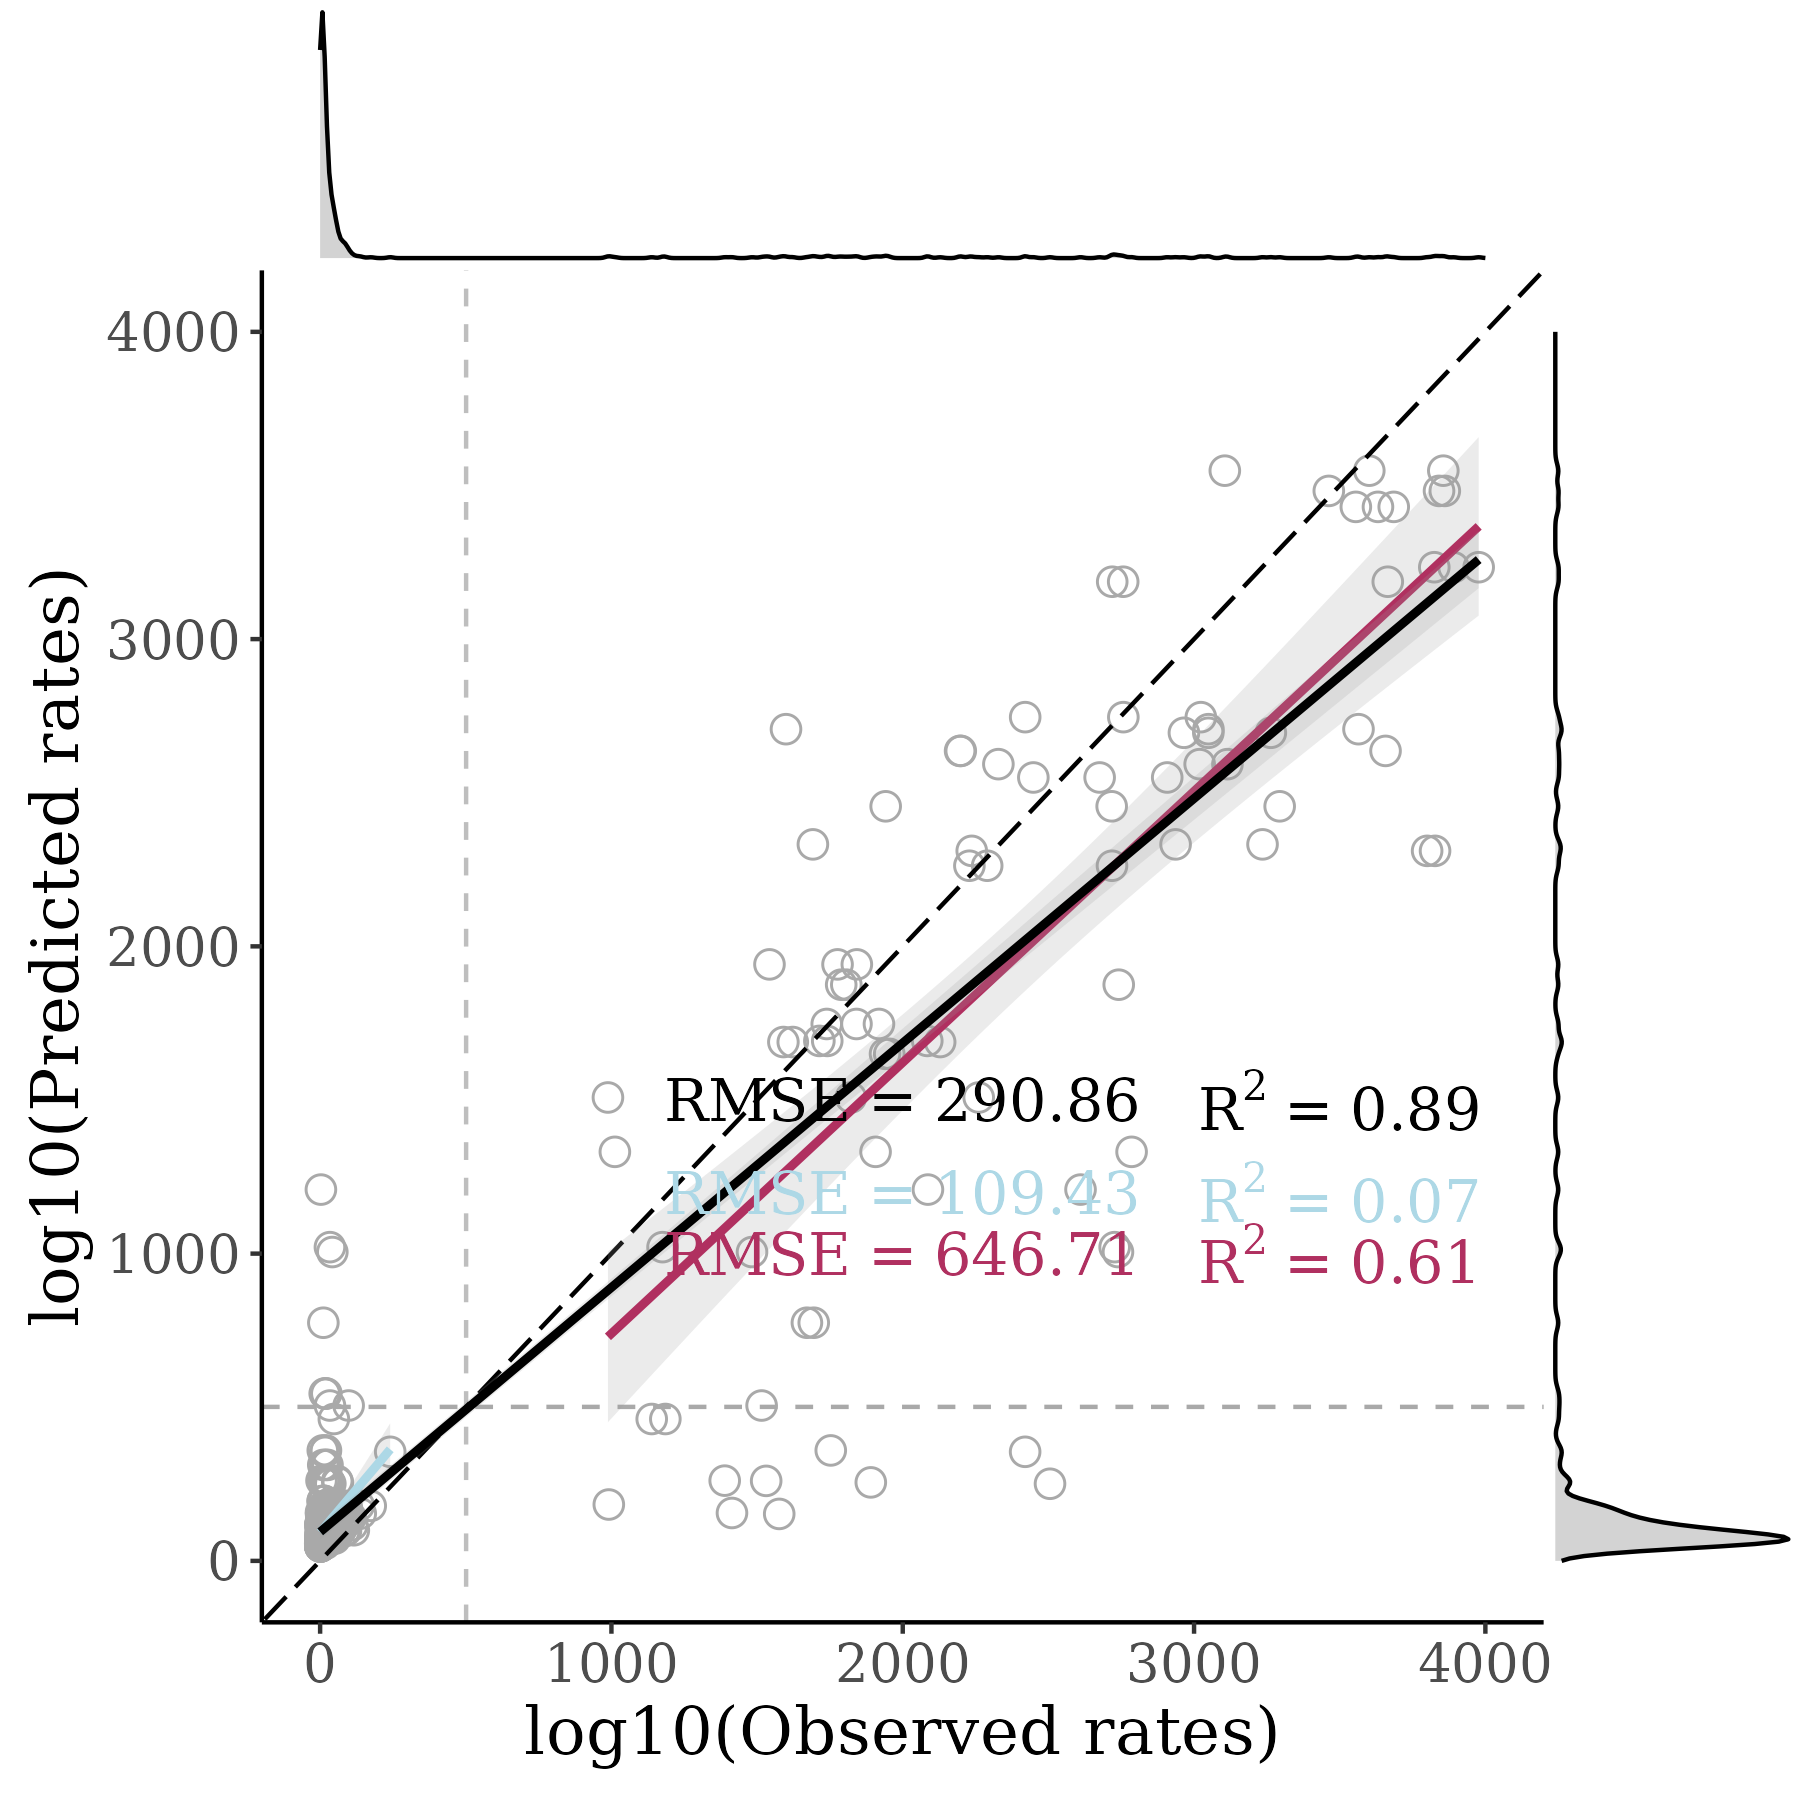 4000
3000
2000
1000
0
log10(Predicted rates)
RMSE = 290.86 R² = 0.89
RMSE = 109.43 R² = 0.07
RMSE = 646.71 R² = 0.61
0 1000 2000 3000 4000
log10(Observed rates)